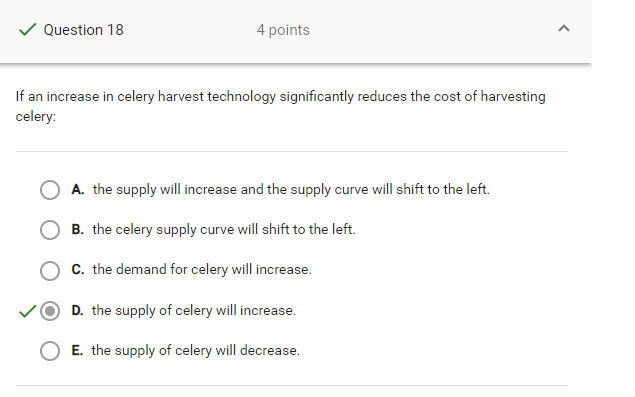 Question 18 4 points
If an increase in celery harvest technology significantly reduces the cost of harvesting
celery:
A. the supply will increase and the supply curve will shift to the left.
B. the celery supply curve will shift to the left.
C. the demand for celery will increase.
D. the supply of celery will increase.
E. the supply of celery will decrease.